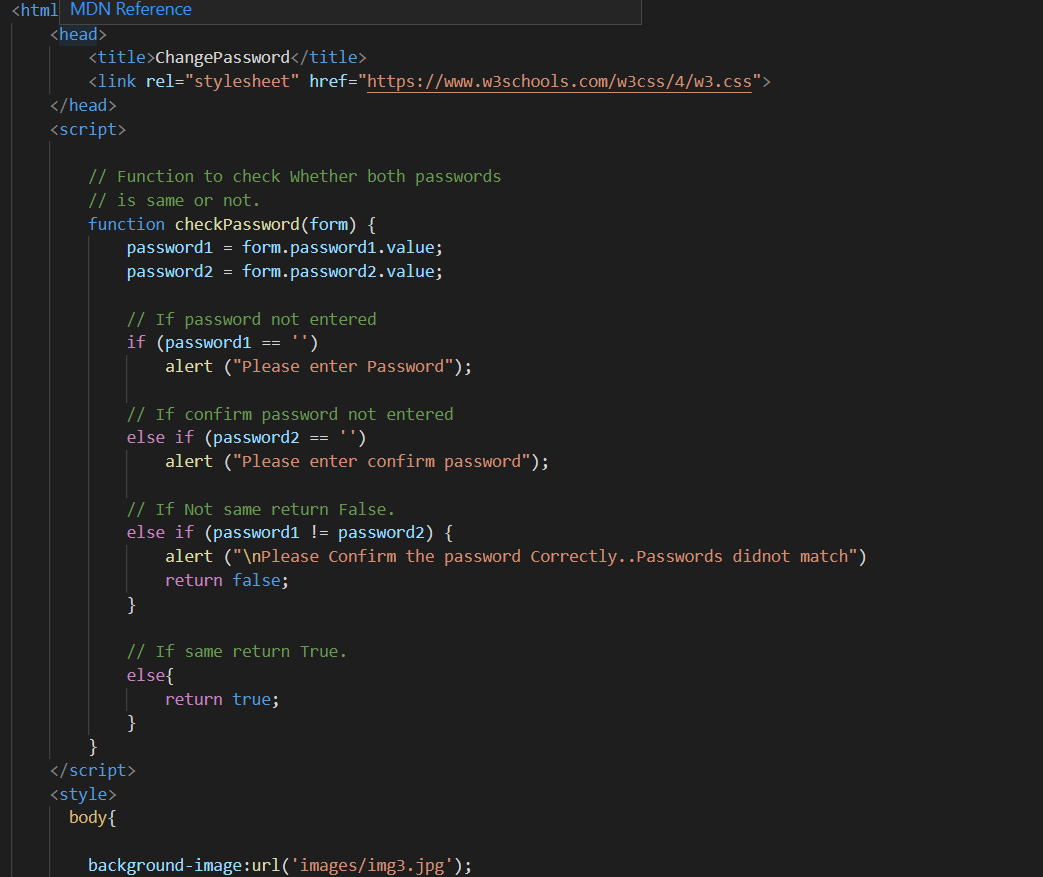 <html MDN Reference
<head>
<title>ChangePassword</title>
<link rel="stylesheet" href="https://www.w3schools.com/w3css/4/w3.css">
</head>
<script>
// Function to check Whether both passwords
// is same or not.
function checkPassword(form) {
password1 = form.password1.value;
password2 = form.password2.value;
// If password not entered
if (password1 == '')
alert ("Please enter Password");
// If confirm password not entered
else if (password2 == '')
alert ("Please enter confirm password");
// If Not same return False.
else if (password1 != password2) {
alert ("\nPlease Confirm the password Correctly..Passwords didnot match")
return false;
}
// If same return True.
else{
return true;
}
}
</script>
<style>
body{
background-image:url('images/img3.jpg');